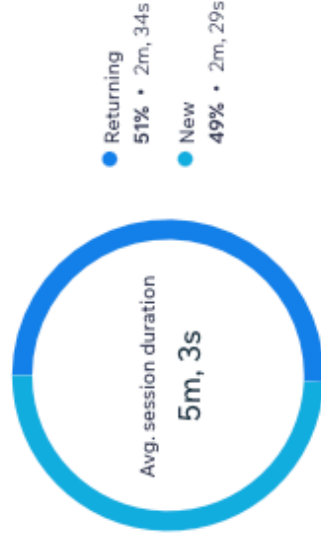 Avg. session duration
5m, 3s
Returning
51% • 2m, 34s
New
49% • 2m, 29s